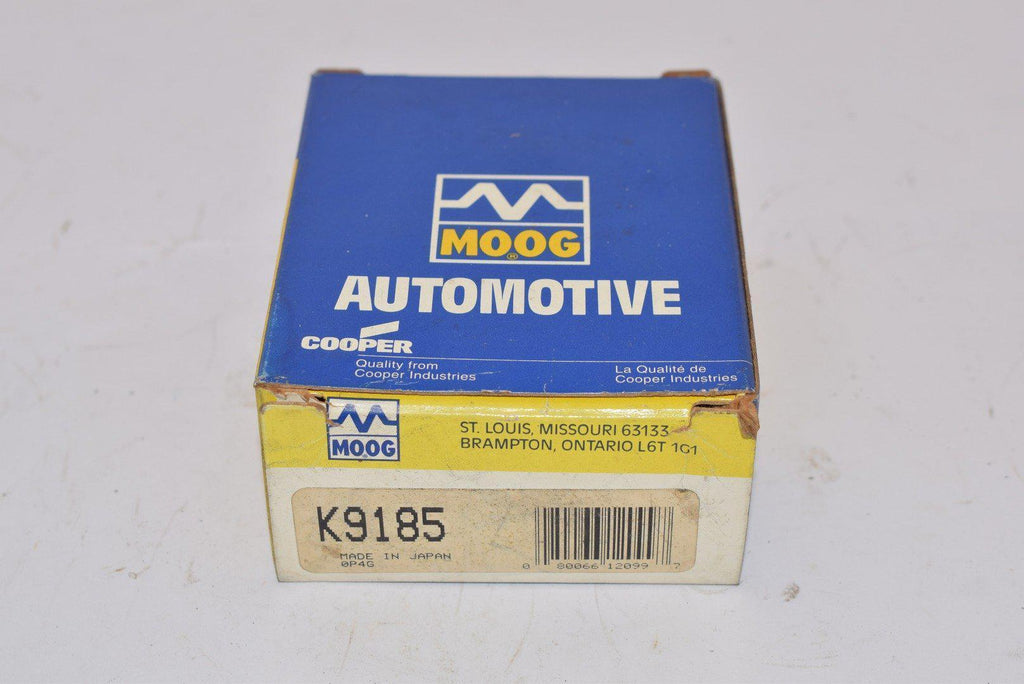 MOOG®
AUTOMOTIVE
COOPER
Quality from
Cooper Industries
La Qualité de
Cooper Industries
MOOG
ST. LOUIS, MISSOURI 63133
BRAMPTON, ONTARIO L6T 1G1
K9185
MADE IN JAPAN
0P4G
0 80066 12099 7